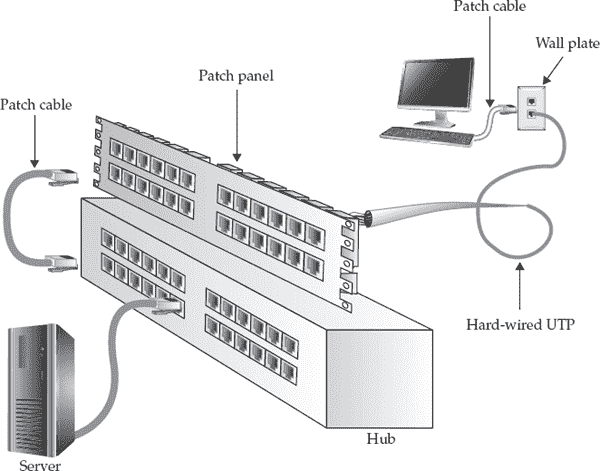 Patch cable
Wall plate
Patch panel
Patch cable
Hard-wired UTP
Hub
Server